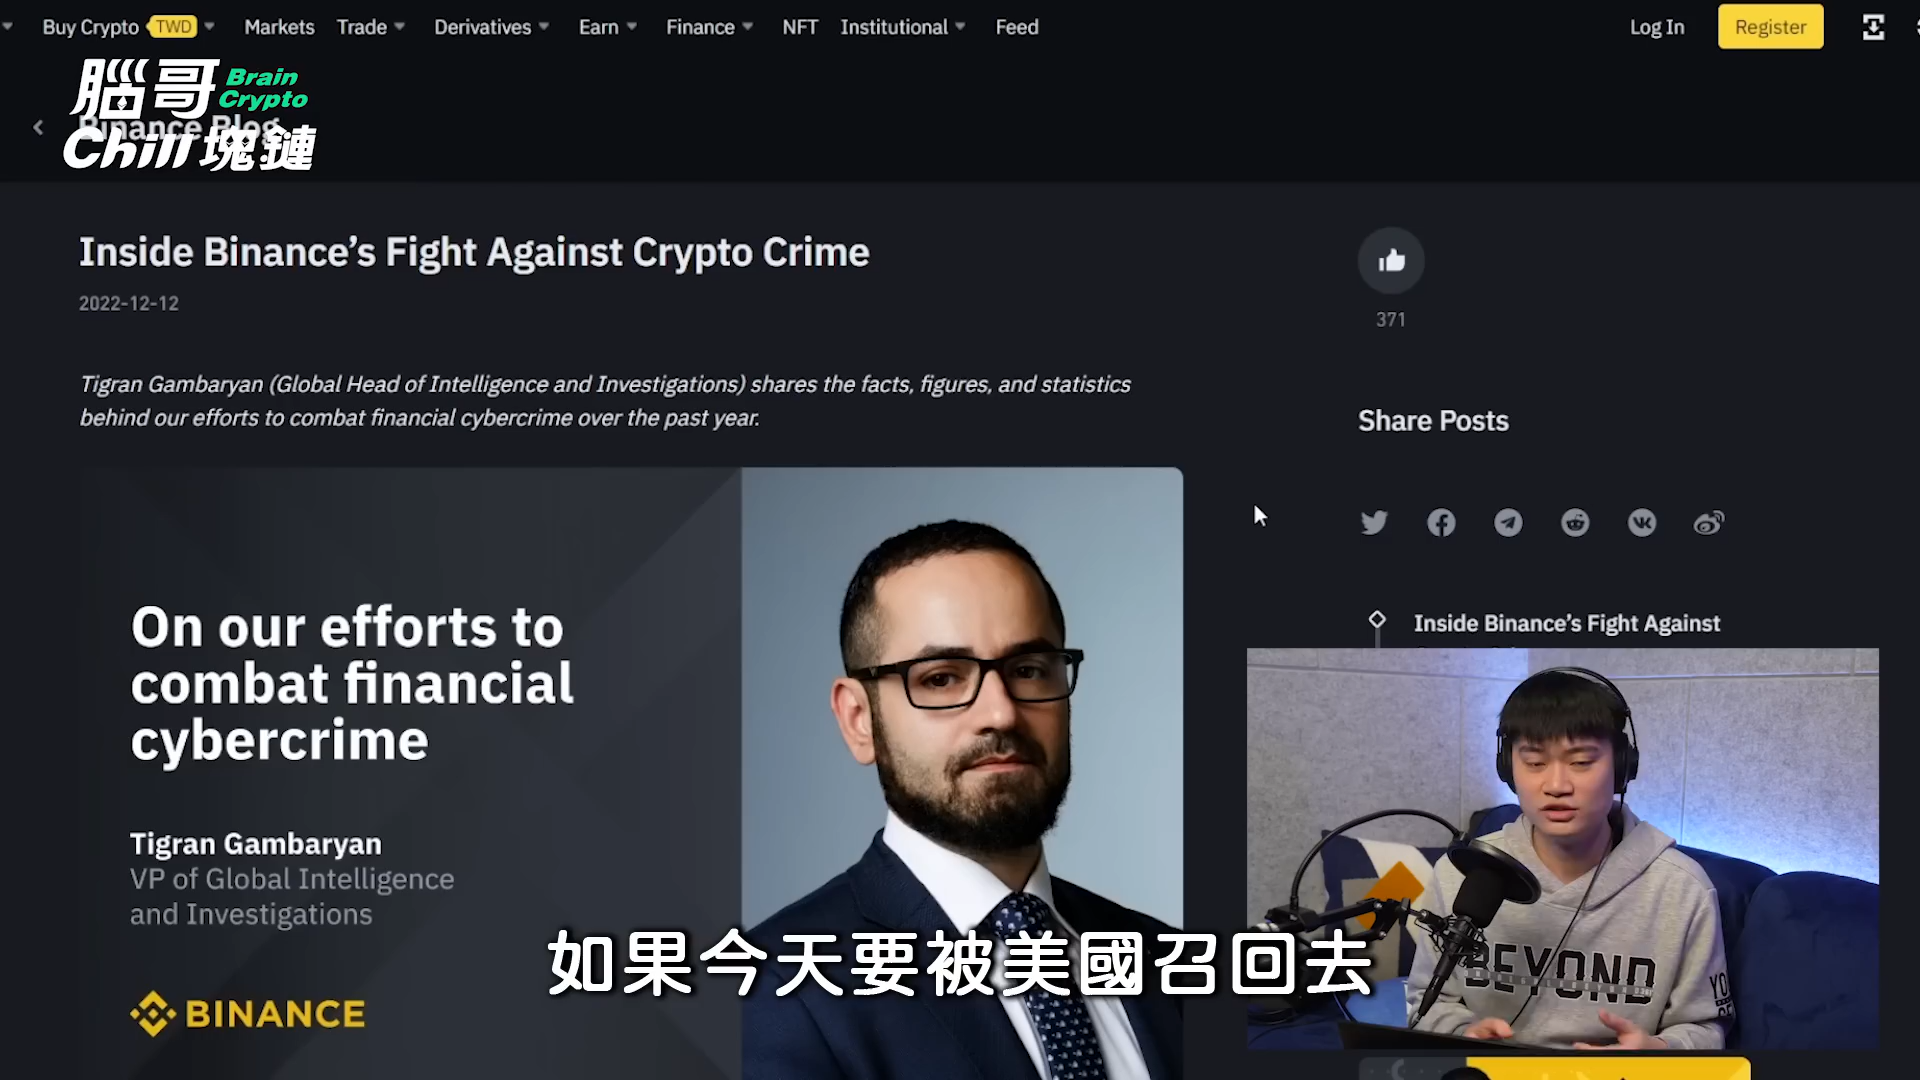 Buy Crypto TWD Markets Trade Derivatives Earn Finance NFT Institutional Feed Log In Register
腦哥 Brain Crypto
Chill 塊鏈
Binance Blog
Inside Binance’s Fight Against Crypto Crime
2022-12-12
371
Tigran Gambaryan (Global Head of Intelligence and Investigations) shares the facts, figures, and statistics
behind our efforts to combat financial cybercrime over the past year.
Share Posts
Inside Binance’s Fight Against
On our efforts to
combat financial
cybercrime
Tigran Gambaryan
VP of Global Intelligence
and Investigations
BINANCE
BEYOND
如果今天要被美國召回去